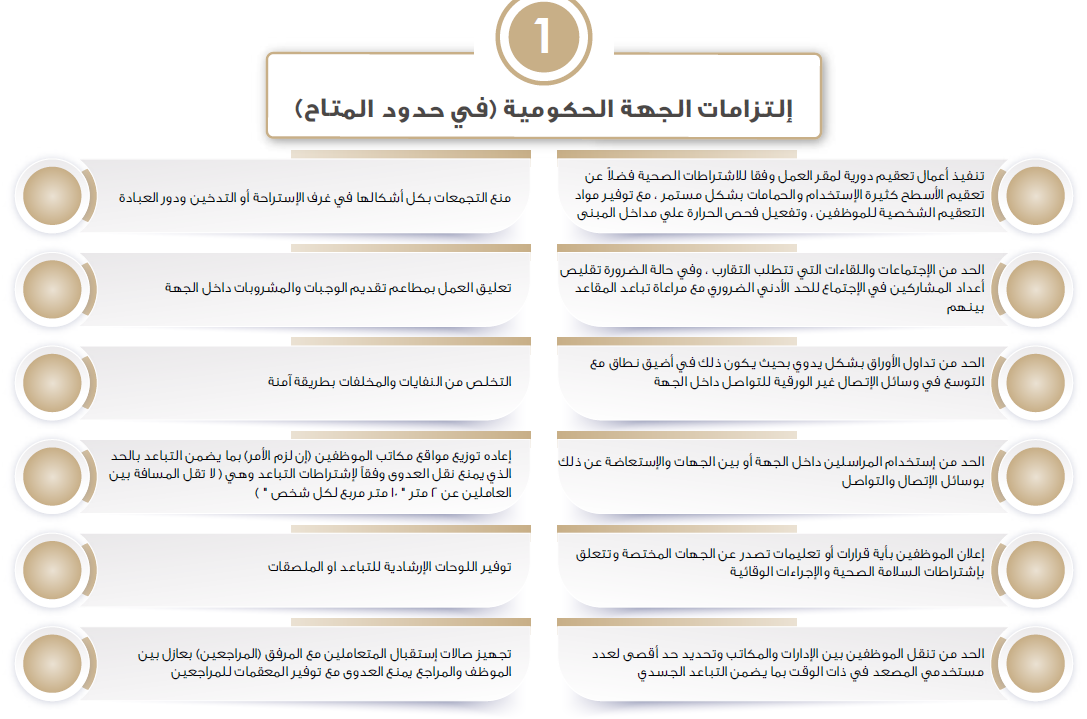 1
إلتزامات الجهة الحكومية (في حدود المتاح)
تنفيذ أعمال تعقيم دورية لمقر العمل وفقا للاشتراطات الصحية فضلاً عن
تعقيم الأسطح كثيرة الإستخدام والحمامات بشكل مستمر ، مع توفير مواد
التعقيم الشخصية للموظفين ، وتفعيل فحص الحرارة علي مداخل المبنى
الحد من الإجتماعات واللقاءات التي تتطلب التقارب ، وفي حالة الضرورة تقليص
أعداد المشاركين في الإجتماع للحد الأدني الضروري مع مراعاة تباعد المقاعد
بينهم
الحد من تداول الأوراق بشكل يدوي بحيث يكون ذلك في أضيق نطاق مع
التوسع في وسائل الإتصال غير الورقية للتواصل داخل الجهة
الحد من إستخدام المراسلين داخل الجهة أو بين الجهات والإستعاضة عن ذلك
بوسائل الإتصال والتواصل
إعلان الموظفين بأية قرارات أو تعليمات تصدر عن الجهات المختصة وتتعلق
بإشتراطات السلامة الصحية والإجراءات الوقائية
الحد من تنقل الموظفين بين الإدارات والمكاتب وتحديد حد أقصى لعدد
مستخدمي المصعد في ذات الوقت بما يضمن التباعد الجسدي
منع التجمعات بكل أشكالها في غرف الإستراحة أو التدخين ودور العبادة
تعليق العمل بمطاعم تقديم الوجبات والمشروبات داخل الجهة
التخلص من النفايات والمخلفات بطريقة آمنة
إعاده توزيع مواقع مكاتب الموظفين (إن لزم الأمر) بما يضمن التباعد بالحد
الذي يمنع نقل العدوى وفقاً لإشتراطات التباعد وهي ( لا تقل المسافة بين
العاملين عن ٢ متر " ١٠ متر مربع لكل شخص " )
توفير اللوحات الإرشادية للتباعد او الملصقات
تجهيز صالات إستقبال المتعاملين مع المرفق (المراجعين) بعازل بين
الموظف والمراجع يمنع العدوى مع توفير المعقمات للمراجعين